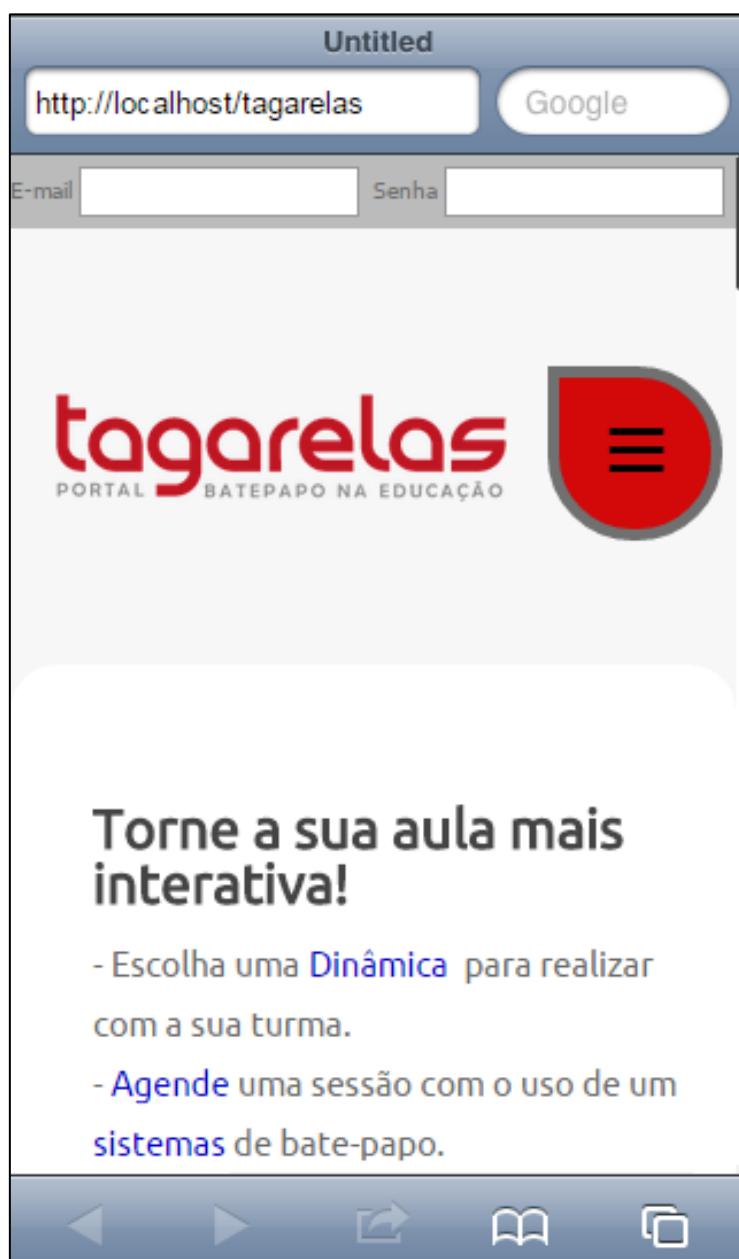 Untitled
http://localhost/tagarelas
Google
E-mail
Senha
tagarelas
PORTAL BATEPAPO NA EDUCAÇÃO
Torne a sua aula mais
interativa!
- Escolha uma Dinâmica para realizar
com a sua turma.
- Agende uma sessão com o uso de um
sistemas de bate-papo.